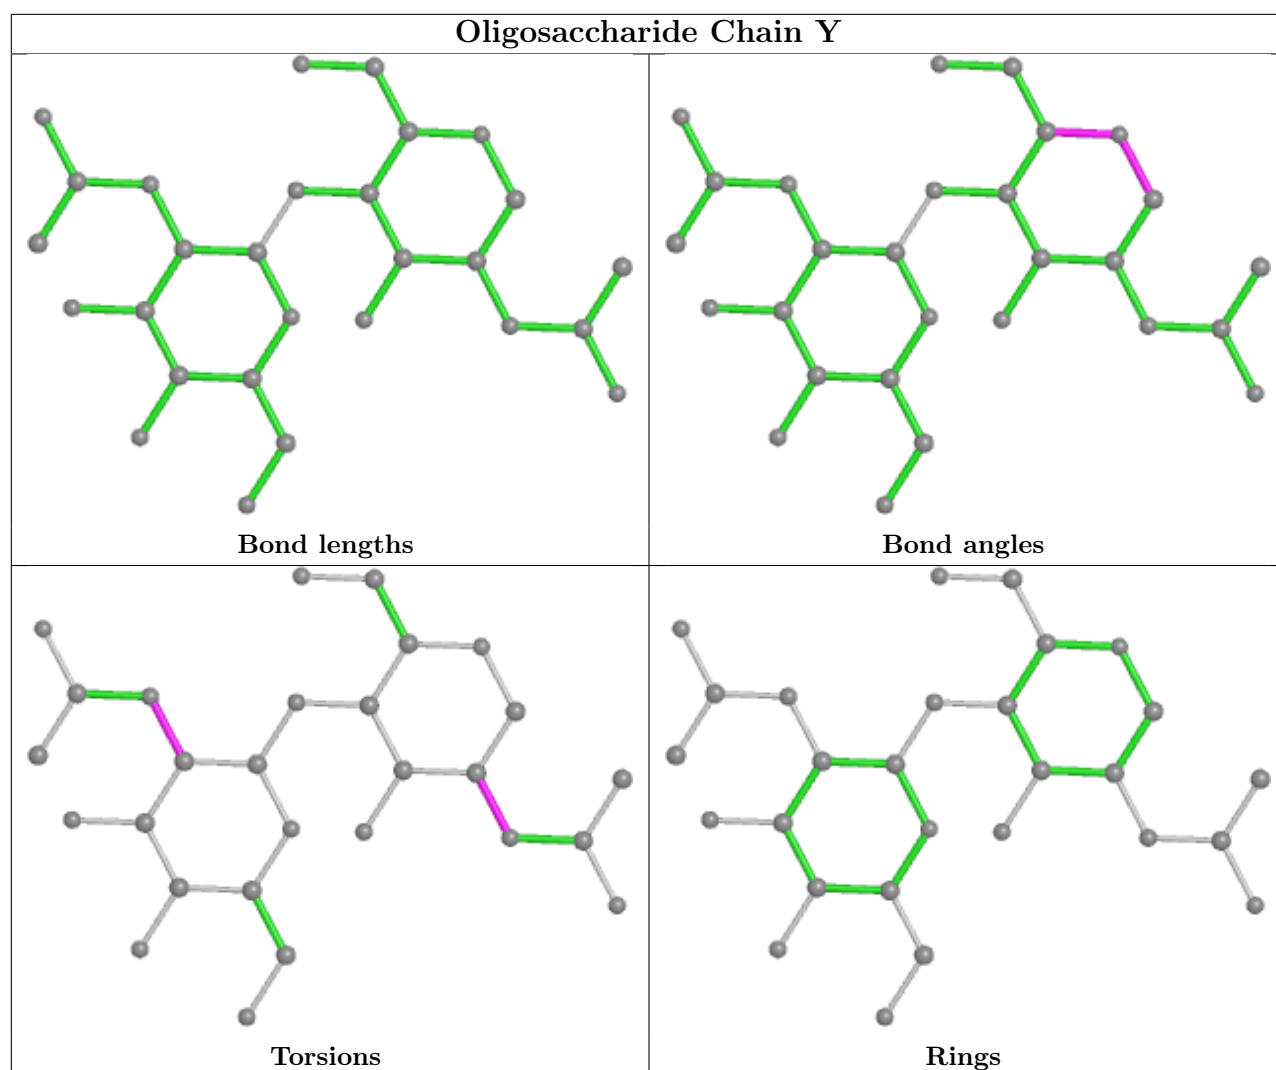 Oligosaccharide Chain Y
Bond lengths
Bond angles
Torsions
Rings